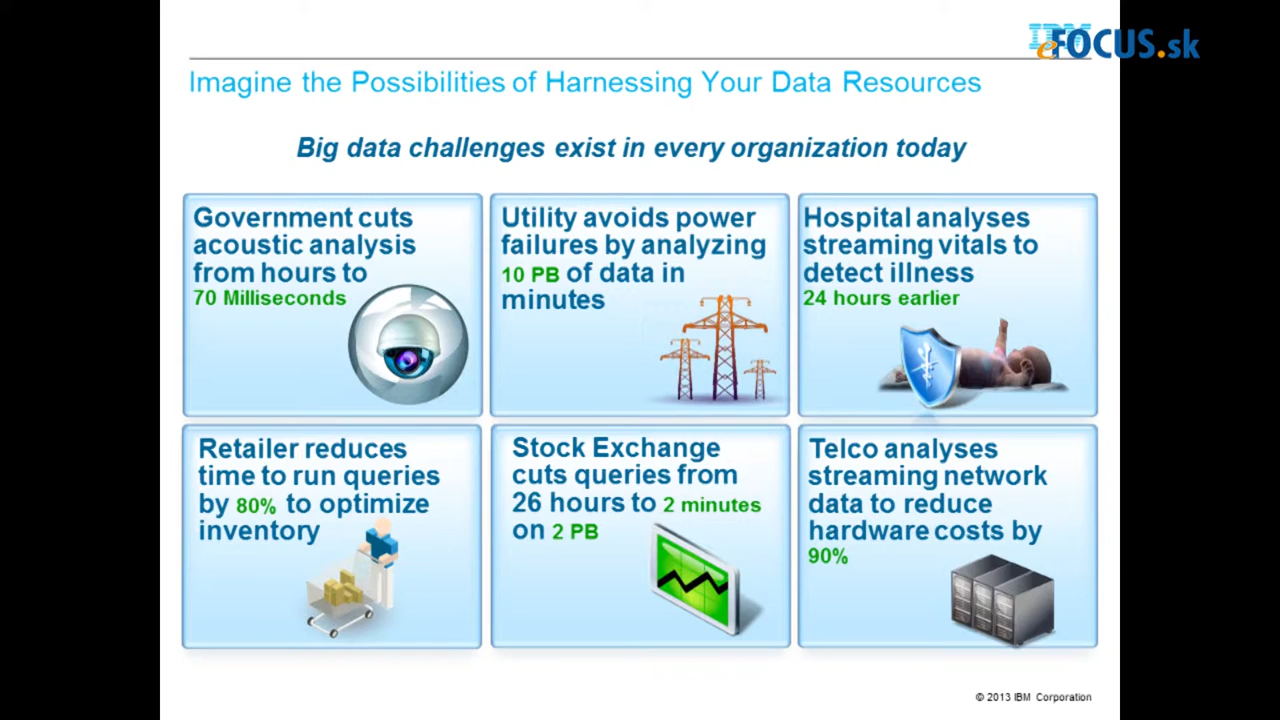 IBM
eFOCUS.sk
Imagine the Possibilities of Harnessing Your Data Resources
Big data challenges exist in every organization today
Government cuts
acoustic analysis
from hours to
70 Milliseconds
Utility avoids power
failures by analyzing
10 PB of data in
minutes
Hospital analyses
streaming vitals to
detect illness
24 hours earlier
Retailer reduces
time to run queries
by 80% to optimize
inventory
Stock Exchange
cuts queries from
26 hours to 2 minutes
on 2 PB
Telco analyses
streaming network
data to reduce
hardware costs by
90%
© 2013 IBM Corporation